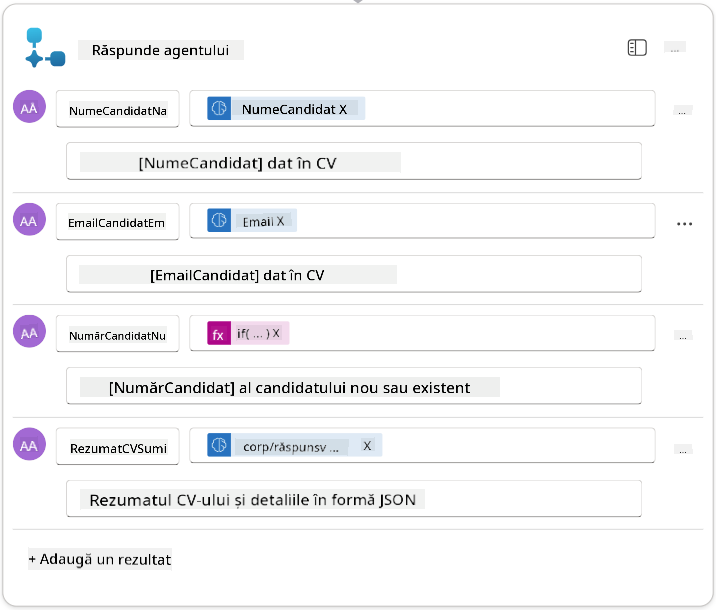 Răspunde agentului
...
AA NumeCandidatNa NumeCandidat X ...
[NumeCandidat] dat în CV
AA EmailCandidatEm Email X ...
[EmailCandidat] dat în CV
AA NumărCandidatNu fx if( ... ) X ...
[NumărCandidat] al candidatului nou sau existent
AA RezumatCVSumi corp/răspunsv ... X ...
Rezumatul CV-ului și detaliile în formă JSON
+ Adaugă un rezultat